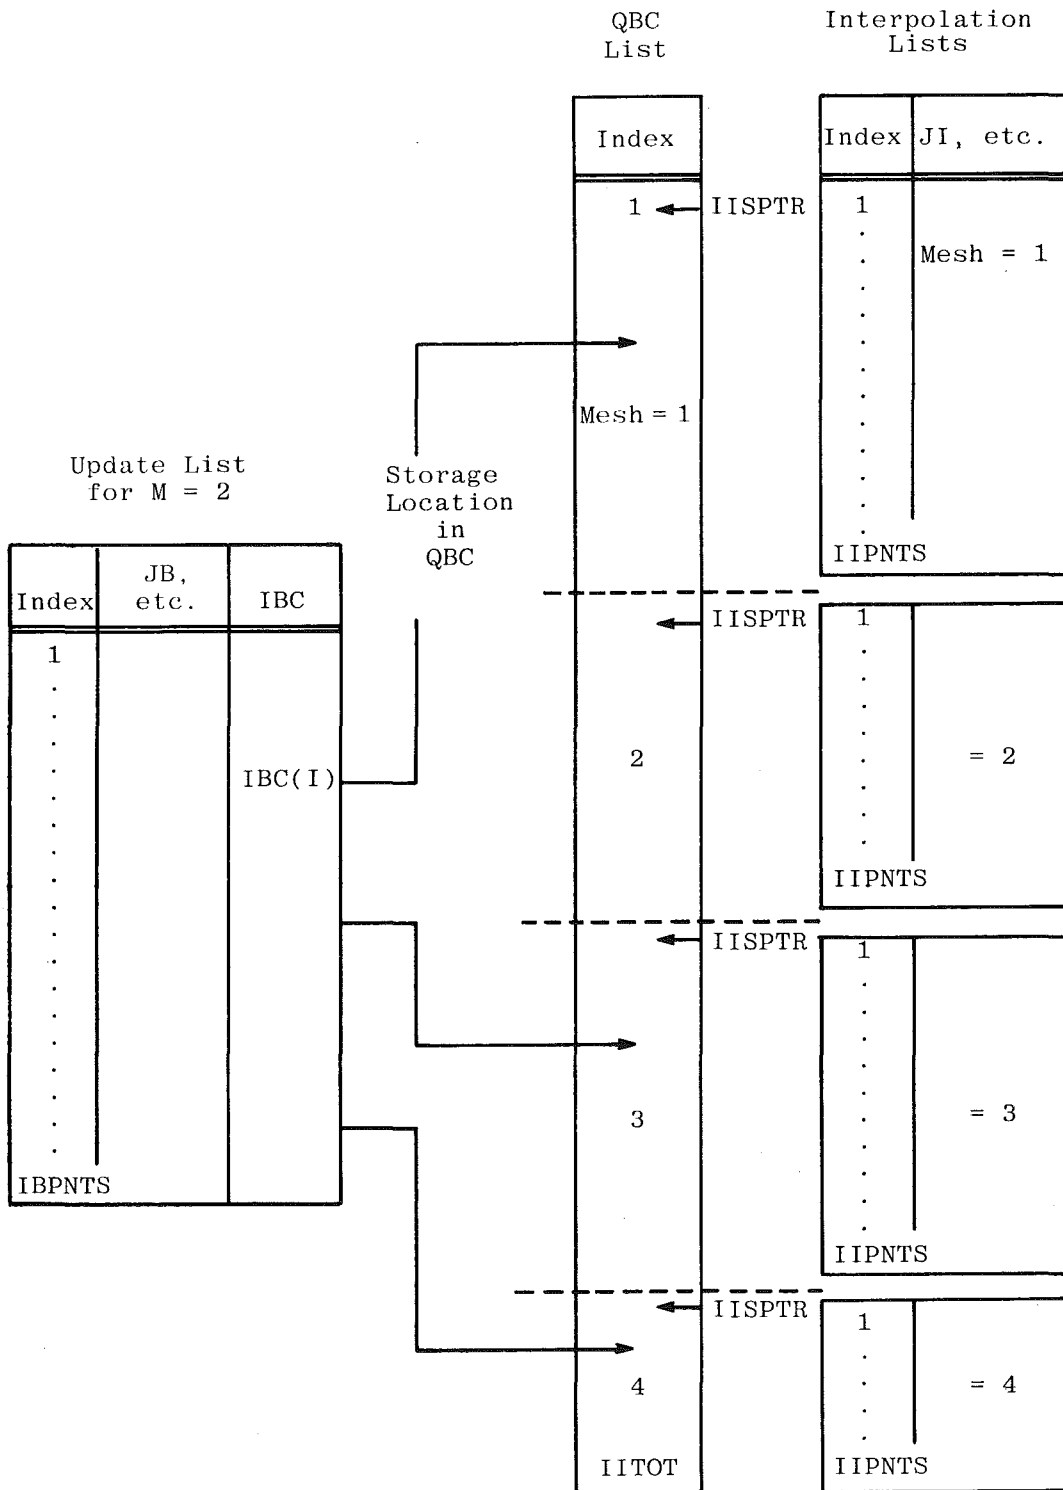 QBC
List
Interpolation
Lists
Index
Index JI, etc.
1 IISPTR 1
Mesh = 1
Mesh = 1
Update List
for M = 2
Storage
Location
in
QBC
IIPNTS
Index JB,
etc. IBC
1
IISPTR 1
2
= 2
IBC(I)
IIPNTS
IISPTR 1
3
= 3
IBPNTS
IIPNTS
IISPTR 1
4
= 4
IITOT
IIPNTS